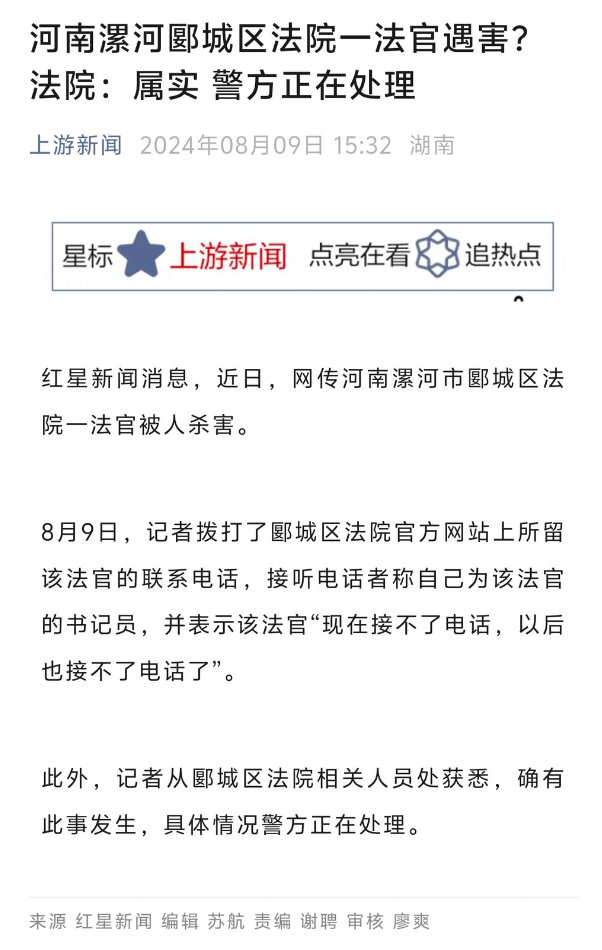 河南漯河郾城区法院一法官遇害?
法院：属实 警方正在处理
上游新闻 2024年08月09日 15:32 湖南
星标 上游新闻 点亮在看 追热点
红星新闻消息，近日，网传河南漯河市郾城区法
院一法官被人杀害。
8月9日，记者拨打了郾城区法院官方网站上所留
该法官的联系电话，接听电话者称自己为该法官
的书记员，并表示该法官“现在接不了电话，以后
也接不了电话了”。
此外，记者从郾城区法院相关人员处获悉，确有
此事发生，具体情况警方正在处理。
来源 红星新闻 编辑 苏航 责编 谢聘 审核 廖爽